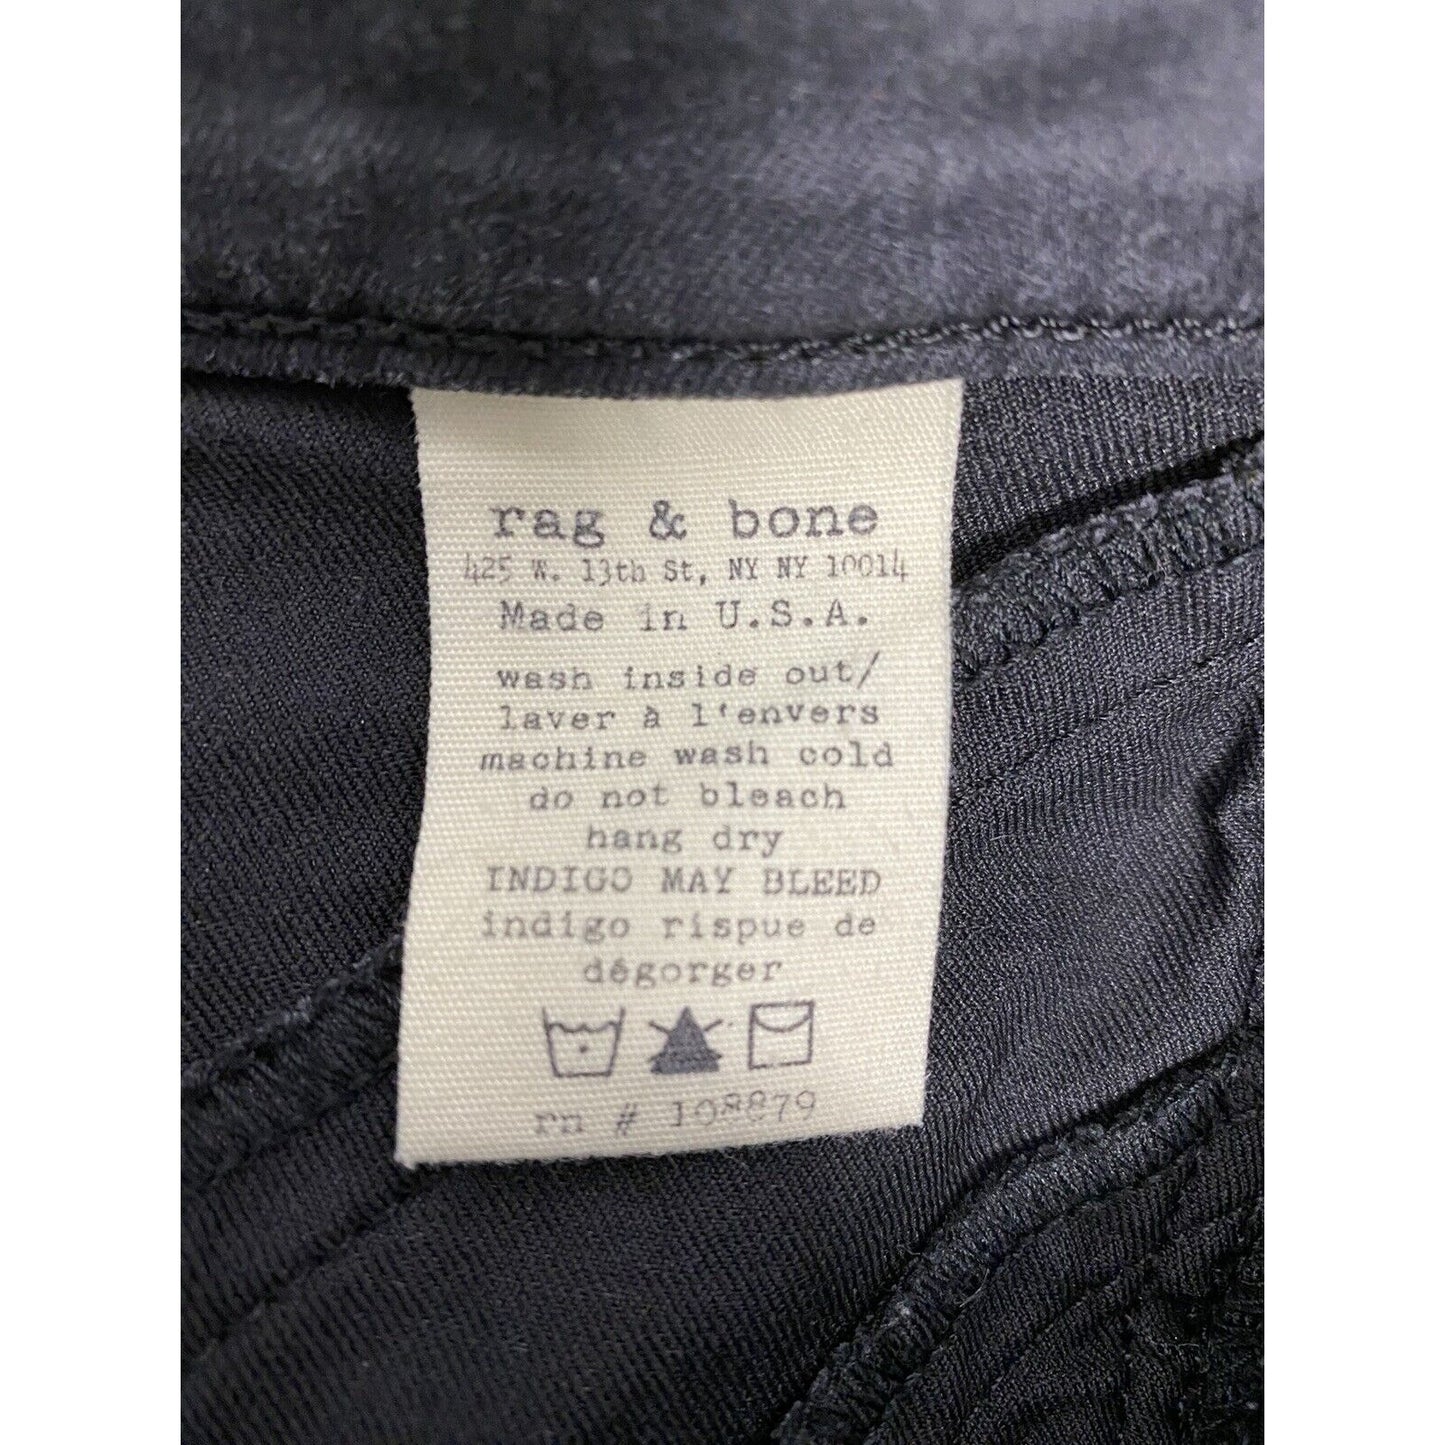 rag & bone
425 W. 13th St, NY NY 10014
Made in U.S.A.
wash inside out/
laver à l'envers
machine wash cold
do not bleach
hang dry
INDIGO MAY BLEED
indigo rispue de
dégorger
rn # 108879